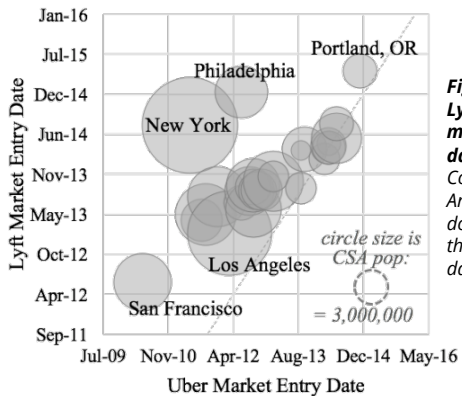 Jan-16
Jul-15
Dec-14
Jun-14
Nov-13
May-13
Oct-12
Apr-12
Sep-11
Lyft Market Entry Date
Portland, OR
Philadelphia
New York
Los Angeles
San Francisco
circle size is
CSA pop:
= 3,000,000
Jul-09 Nov-10 Apr-12 Aug-13 Dec-14 May-16
Uber Market Entry Date
Ly
m
da
Co
Ar
do
th
da